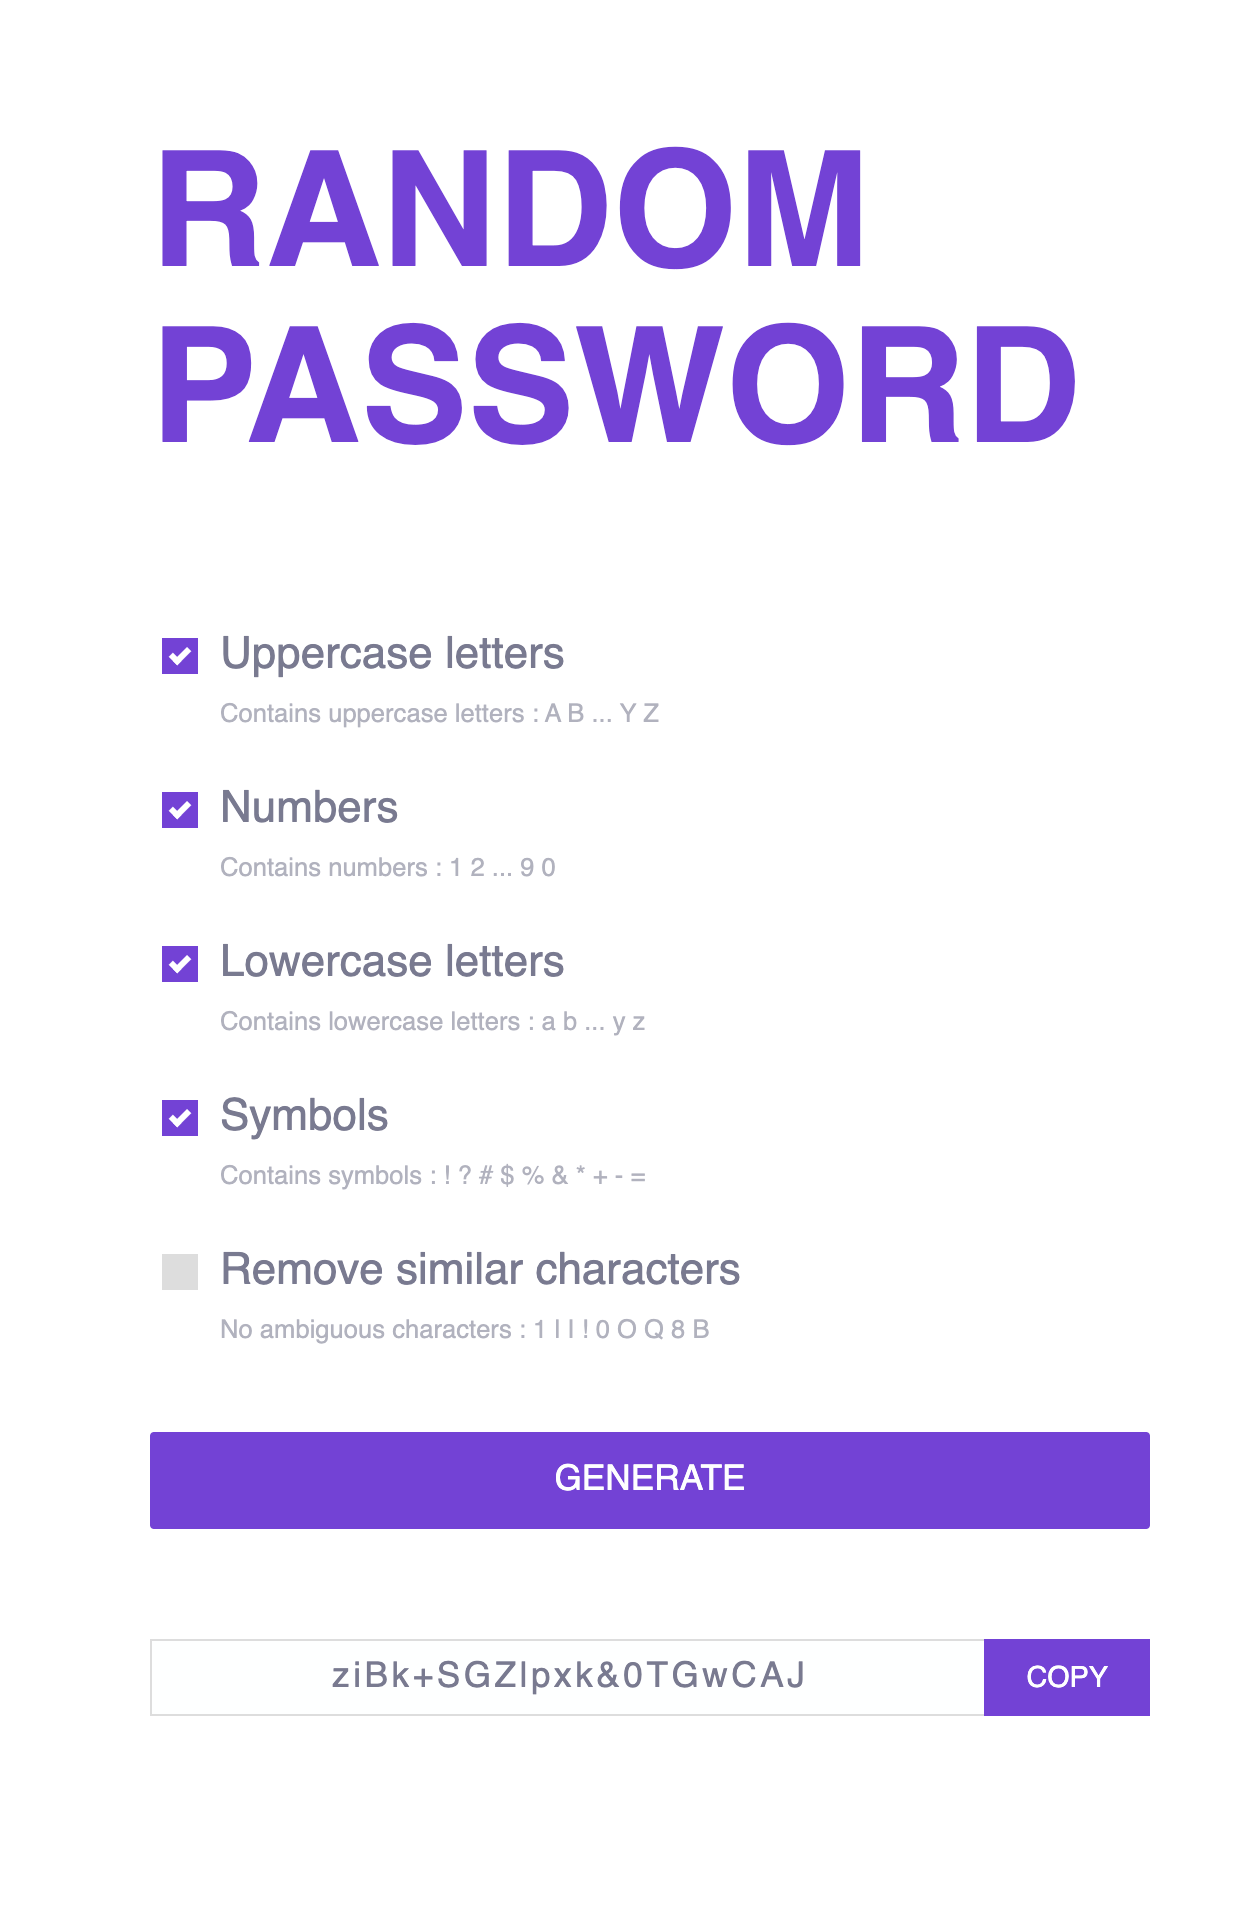 RANDOM
PASSWORD
Uppercase letters
Contains uppercase letters : A B ... Y Z
Numbers
Contains numbers : 1 2 ... 9 0
Lowercase letters
Contains lowercase letters : a b ... y z
Symbols
Contains symbols : ! ? # $ % & * + - =
Remove similar characters
No ambiguous characters : 1 l I ! 0 O Q 8 B
GENERATE
ziBk+SGZlpxk&0TGwCAJ
COPY